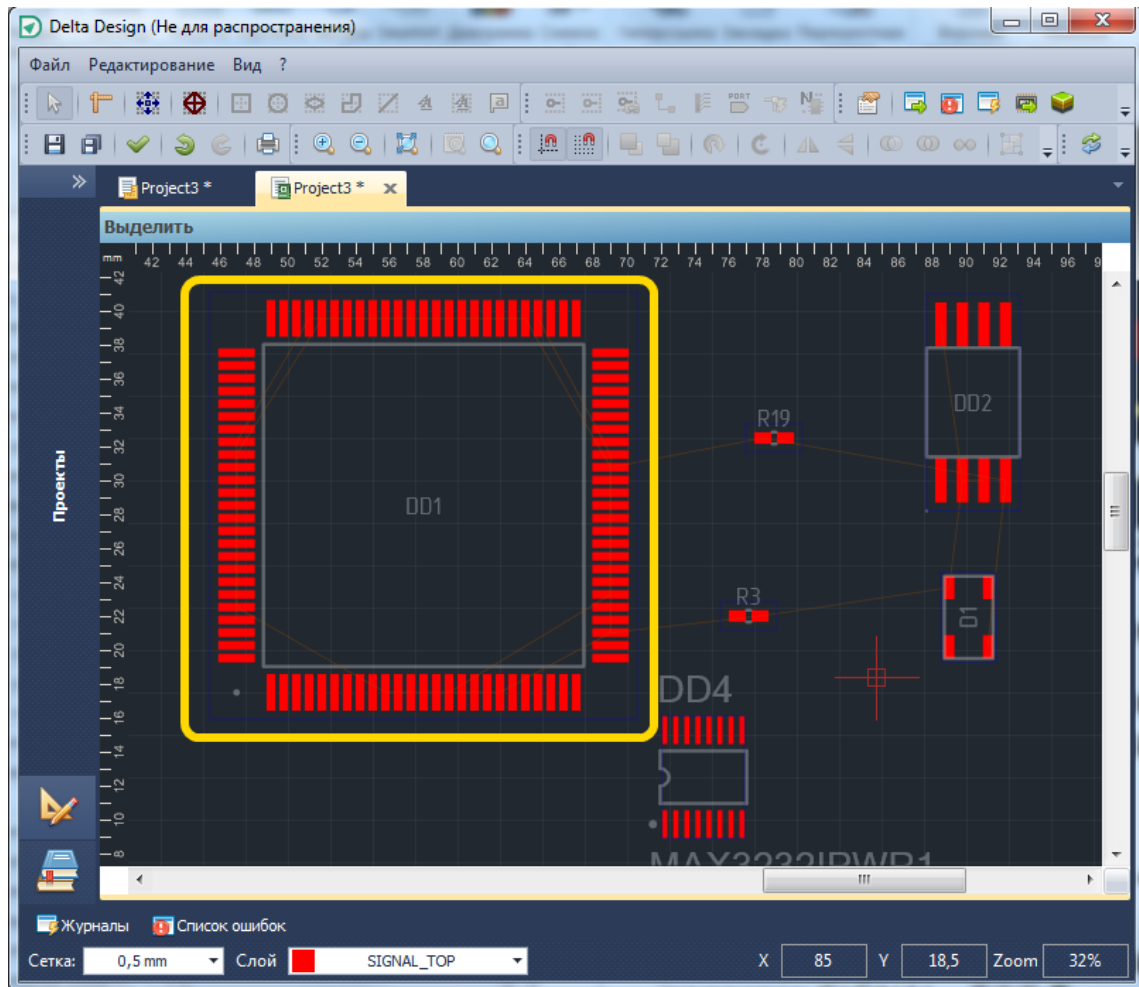 Delta Design (Не для распространения)
Файл Редактирование Вид ?
PORT
Project3 * Project3 *
Выделить
mm 42 44 46 48 50 52 54 56 58 60 62 64 66 68 70 72 74 76 78 80 82 84 86 88 90 92 94 96 9
42
40
38
36
34
32
30
28
26
24
22
20
18
16
14
12
10
8
Проекты
DD1
R19
DD2
R3
D1
DD4
MAX3232IPWR1
Журналы Список ошибок
Сетка: 0,5 mm Слой SIGNAL_TOP X 85 Y 18,5 Zoom 32%